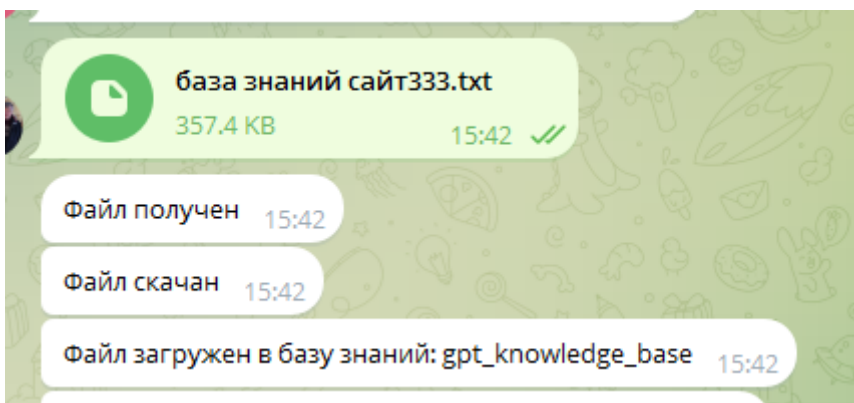 база знаний сайт333.txt
357.4 KB 15:42
Файл получен 15:42
Файл скачан 15:42
Файл загружен в базу знаний: gpt_knowledge_base 15:42